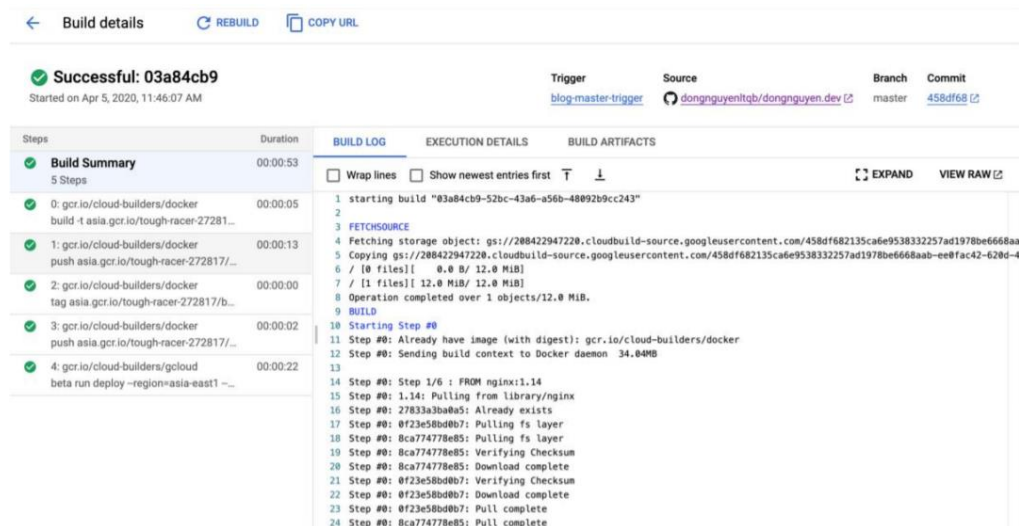 Build details
REBUILD
COPY URL
Successful: 03a84cb9
Started on Apr 5, 2020, 11:46:07 AM
Trigger
blog-master-trigger
Source
dongnguyenltqb/dongnguyen.dev
Branch
master
Commit
458df68
Steps
Duration
Build Summary
00:00:53
5 Steps
0: gcr.io/cloud-builders/docker
00:00:05
build -t asia.gcr.io/tough-racer-27281...
1: gcr.io/cloud-builders/docker
00:00:13
push asia.gcr.io/tough-racer-272817/...
2: gcr.io/cloud-builders/docker
00:00:00
tag asia.gcr.io/tough-racer-272817/b...
3: gcr.io/cloud-builders/docker
00:00:02
push asia.gcr.io/tough-racer-272817/...
4: gcr.io/cloud-builders/gcloud
00:00:22
beta run deploy --region=asia-east1 --...
BUILD LOG
EXECUTION DETAILS
BUILD ARTIFACTS
Wrap lines
Show newest entries first
EXPAND
VIEW RAW
1 starting build "03a84cb9-52bc-43a6-a56b-48092b9cc243"
2
3 FETCHSOURCE
4 Fetching storage object: gs://208422947220.cloudbuild-source.googleusercontent.com/458df682135ca6e9538332257ad1978be6668aa
5 Copying gs://208422947220.cloudbuild-source.googleusercontent.com/458df682135ca6e9538332257ad1978be6668aab-ee0fac42-620d-4
6 / [0 files][ 0.0 B/ 12.0 MiB]
7 / [1 files][ 12.0 MiB/ 12.0 MiB]
8 Operation completed over 1 objects/12.0 MiB.
9 BUILD
10 Starting Step #0
11 Step #0: Already have image (with digest): gcr.io/cloud-builders/docker
12 Step #0: Sending build context to Docker daemon 34.04MB
13
14 Step #0: Step 1/6 : FROM nginx:1.14
15 Step #0: 1.14: Pulling from library/nginx
16 Step #0: 27833a3ba0a5: Already exists
17 Step #0: 0f23e58bd0b7: Pulling fs layer
18 Step #0: 8ca774778e85: Pulling fs layer
19 Step #0: 8ca774778e85: Verifying Checksum
20 Step #0: 8ca774778e85: Download complete
21 Step #0: 0f23e58bd0b7: Verifying Checksum
22 Step #0: 0f23e58bd0b7: Download complete
23 Step #0: 0f23e58bd0b7: Pull complete
24 Step #0: 8ca774778e85: Pull complete